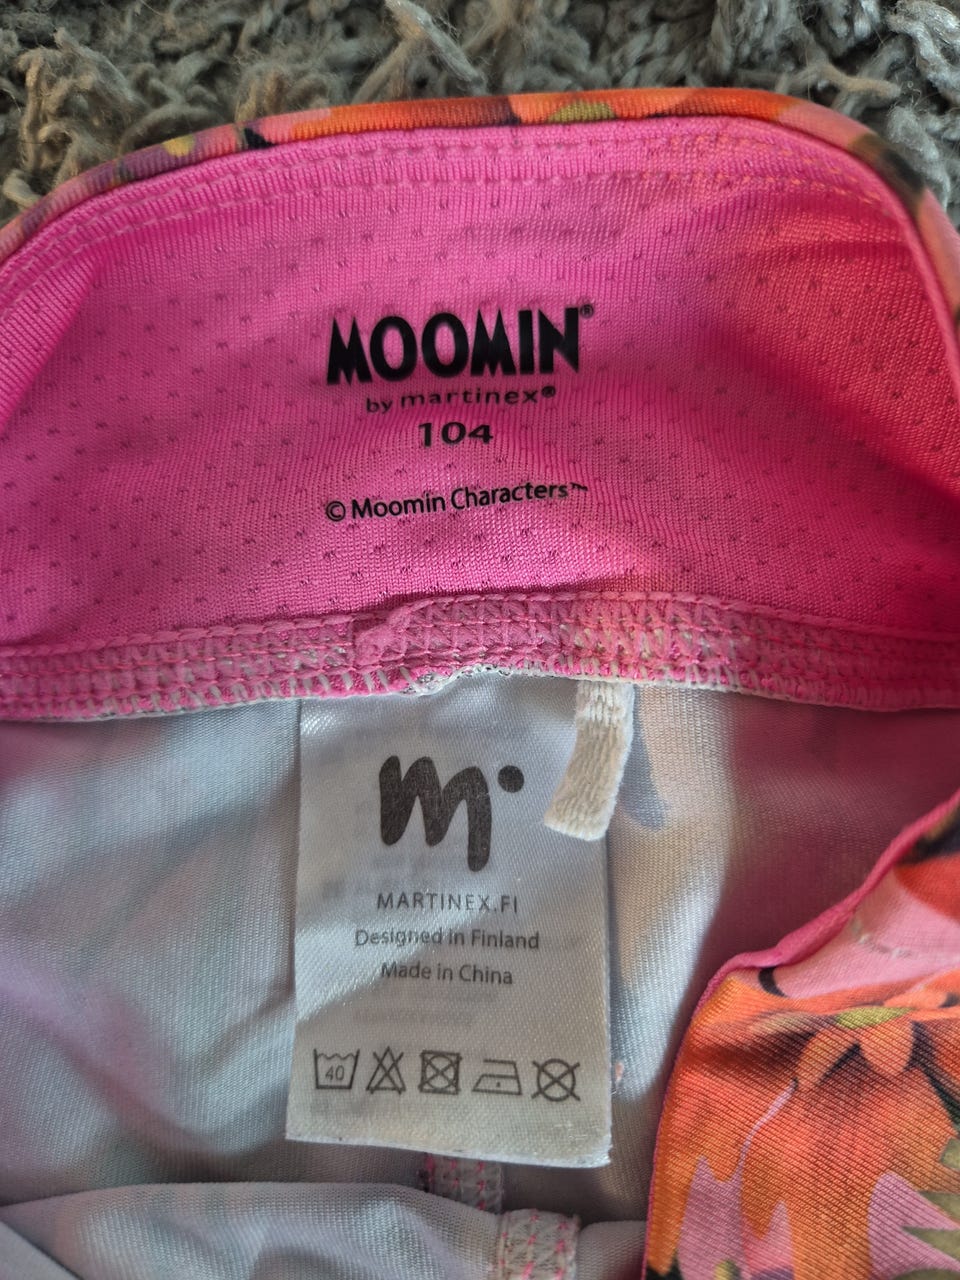 MOOMIN®
by martinex®
104
© Moomin Characters™
m
MARTINEX.FI
Designed in Finland
Made in China
40